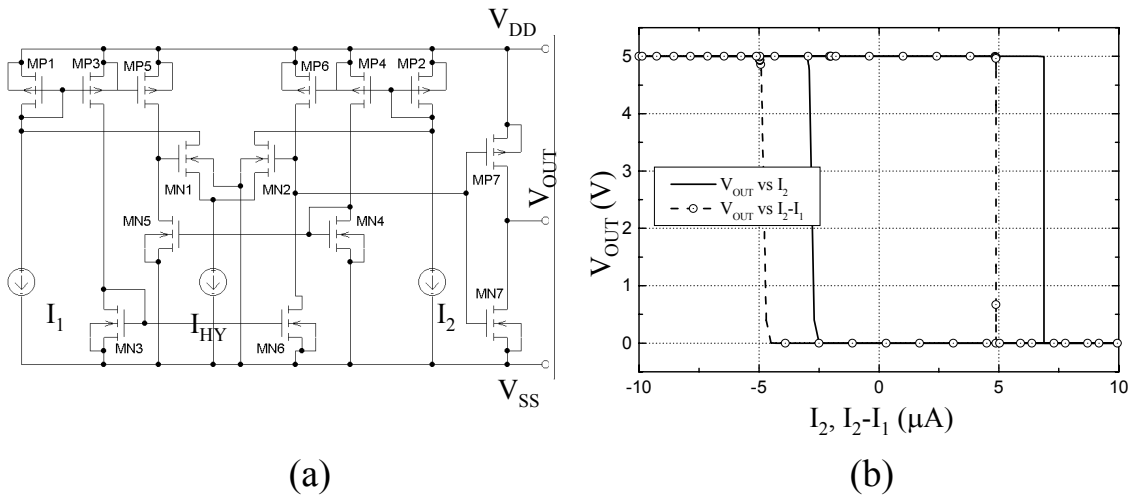 V_DD
MP1 MP3 MP5 MP6 MP4 MP2
MP7
MN1 MN2
V_OUT
MN5 MN4
MN7
I_1 I_HY I_2
MN3 MN6
V_SS
(a)
5
4
3
2
1
0
V_OUT (V)
V_OUT vs I_2
V_OUT vs I_2-I_1
-10 -5 0 5 10
I_2, I_2-I_1 (μA)
(b)